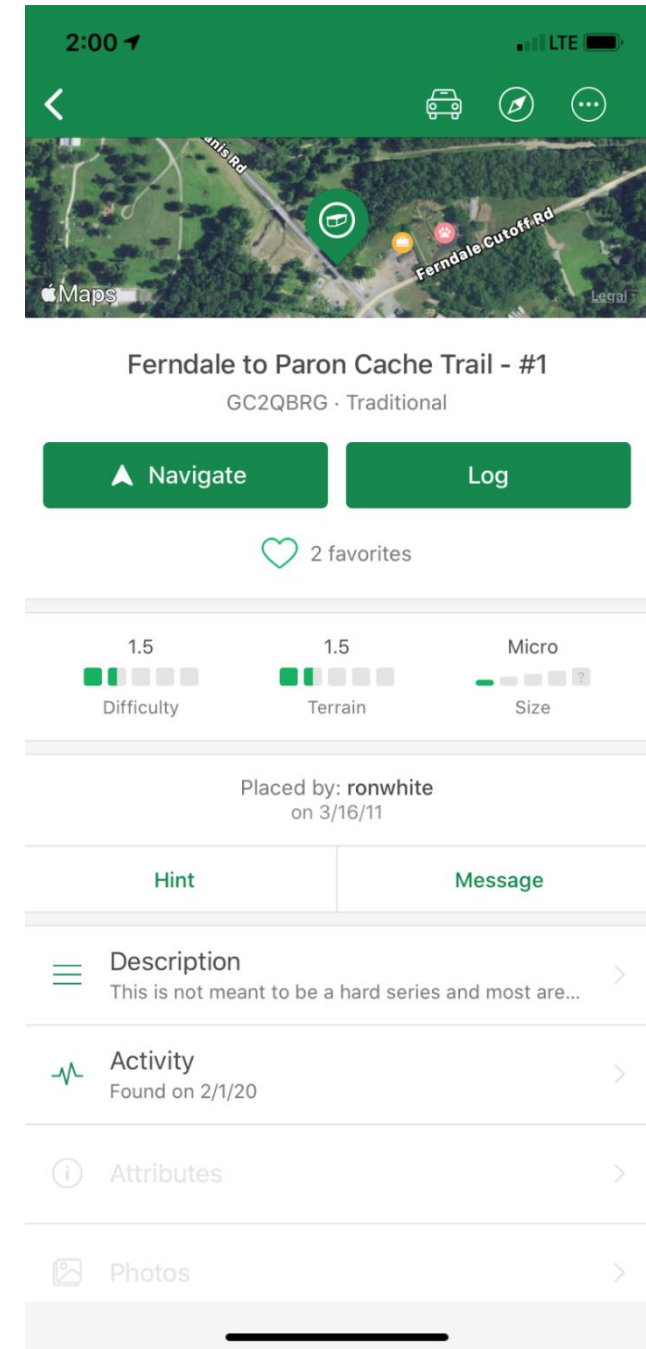 2:00
LTE
anis Rd
Ferndale Cutoff Rd
Maps
Legal
Ferndale to Paron Cache Trail - #1
GC2QBRG · Traditional
Navigate
Log
2 favorites
1.5
1.5
Micro
?
Difficulty
Terrain
Size
Placed by: ronwhite
on 3/16/11
Hint
Message
Description
This is not meant to be a hard series and most are...
Activity
Found on 2/1/20
Attributes
Photos